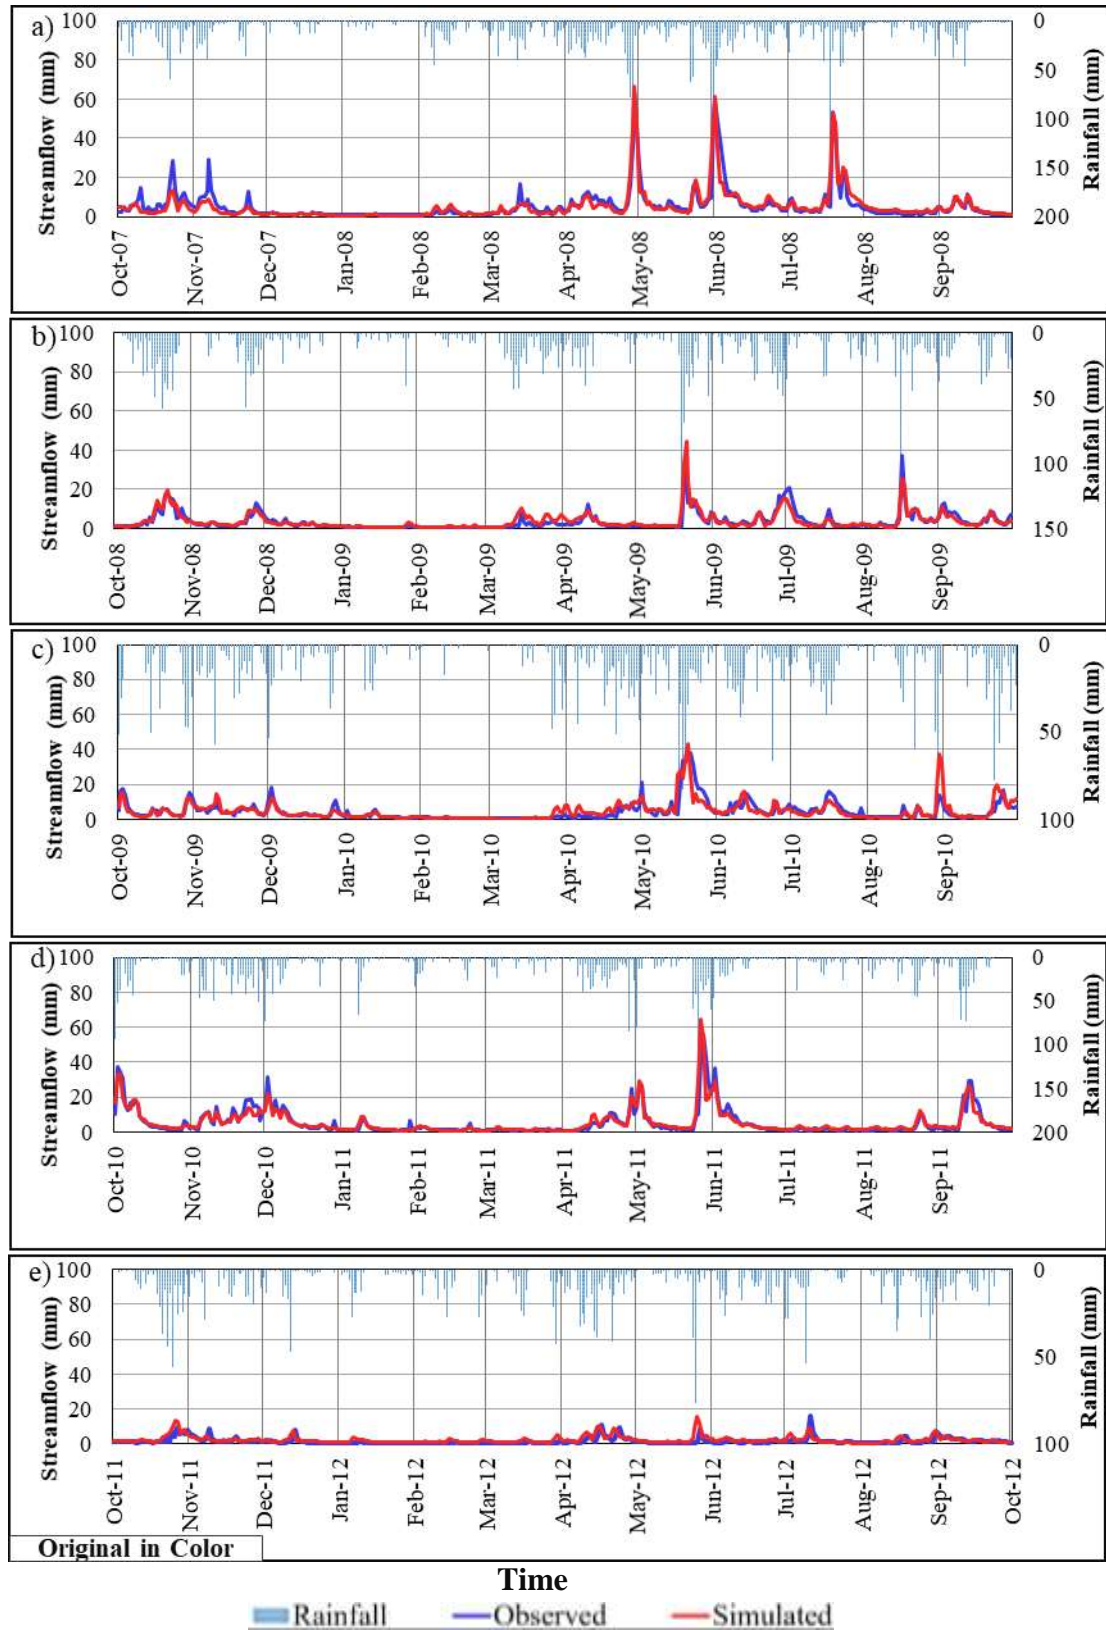 a)
Streamflow (mm)
100
80
60
40
20
0
0
50
100
150
200
Rainfall (mm)
Oct-07
Nov-07
Dec-07
Jan-08
Feb-08
Mar-08
Apr-08
May-08
Jun-08
Jul-08
Aug-08
Sep-08
b)
Streamflow (mm)
100
80
60
40
20
0
0
50
100
150
Rainfall (mm)
Oct-08
Nov-08
Dec-08
Jan-09
Feb-09
Mar-09
Apr-09
May-09
Jun-09
Jul-09
Aug-09
Sep-09
c)
Streamflow (mm)
100
80
60
40
20
0
0
50
100
Rainfall (mm)
Oct-09
Nov-09
Dec-09
Jan-10
Feb-10
Mar-10
Apr-10
May-10
Jun-10
Jul-10
Aug-10
Sep-10
d)
Streamflow (mm)
100
80
60
40
20
0
0
50
100
150
200
Rainfall (mm)
Oct-10
Nov-10
Dec-10
Jan-11
Feb-11
Mar-11
Apr-11
May-11
Jun-11
Jul-11
Aug-11
Sep-11
e)
Streamflow (mm)
100
80
60
40
20
0
0
50
100
Rainfall (mm)
Oct-11
Nov-11
Dec-11
Jan-12
Feb-12
Mar-12
Apr-12
May-12
Jun-12
Jul-12
Aug-12
Sep-12
Oct-12
Original in Color
Time
Rainfall
Observed
Simulated